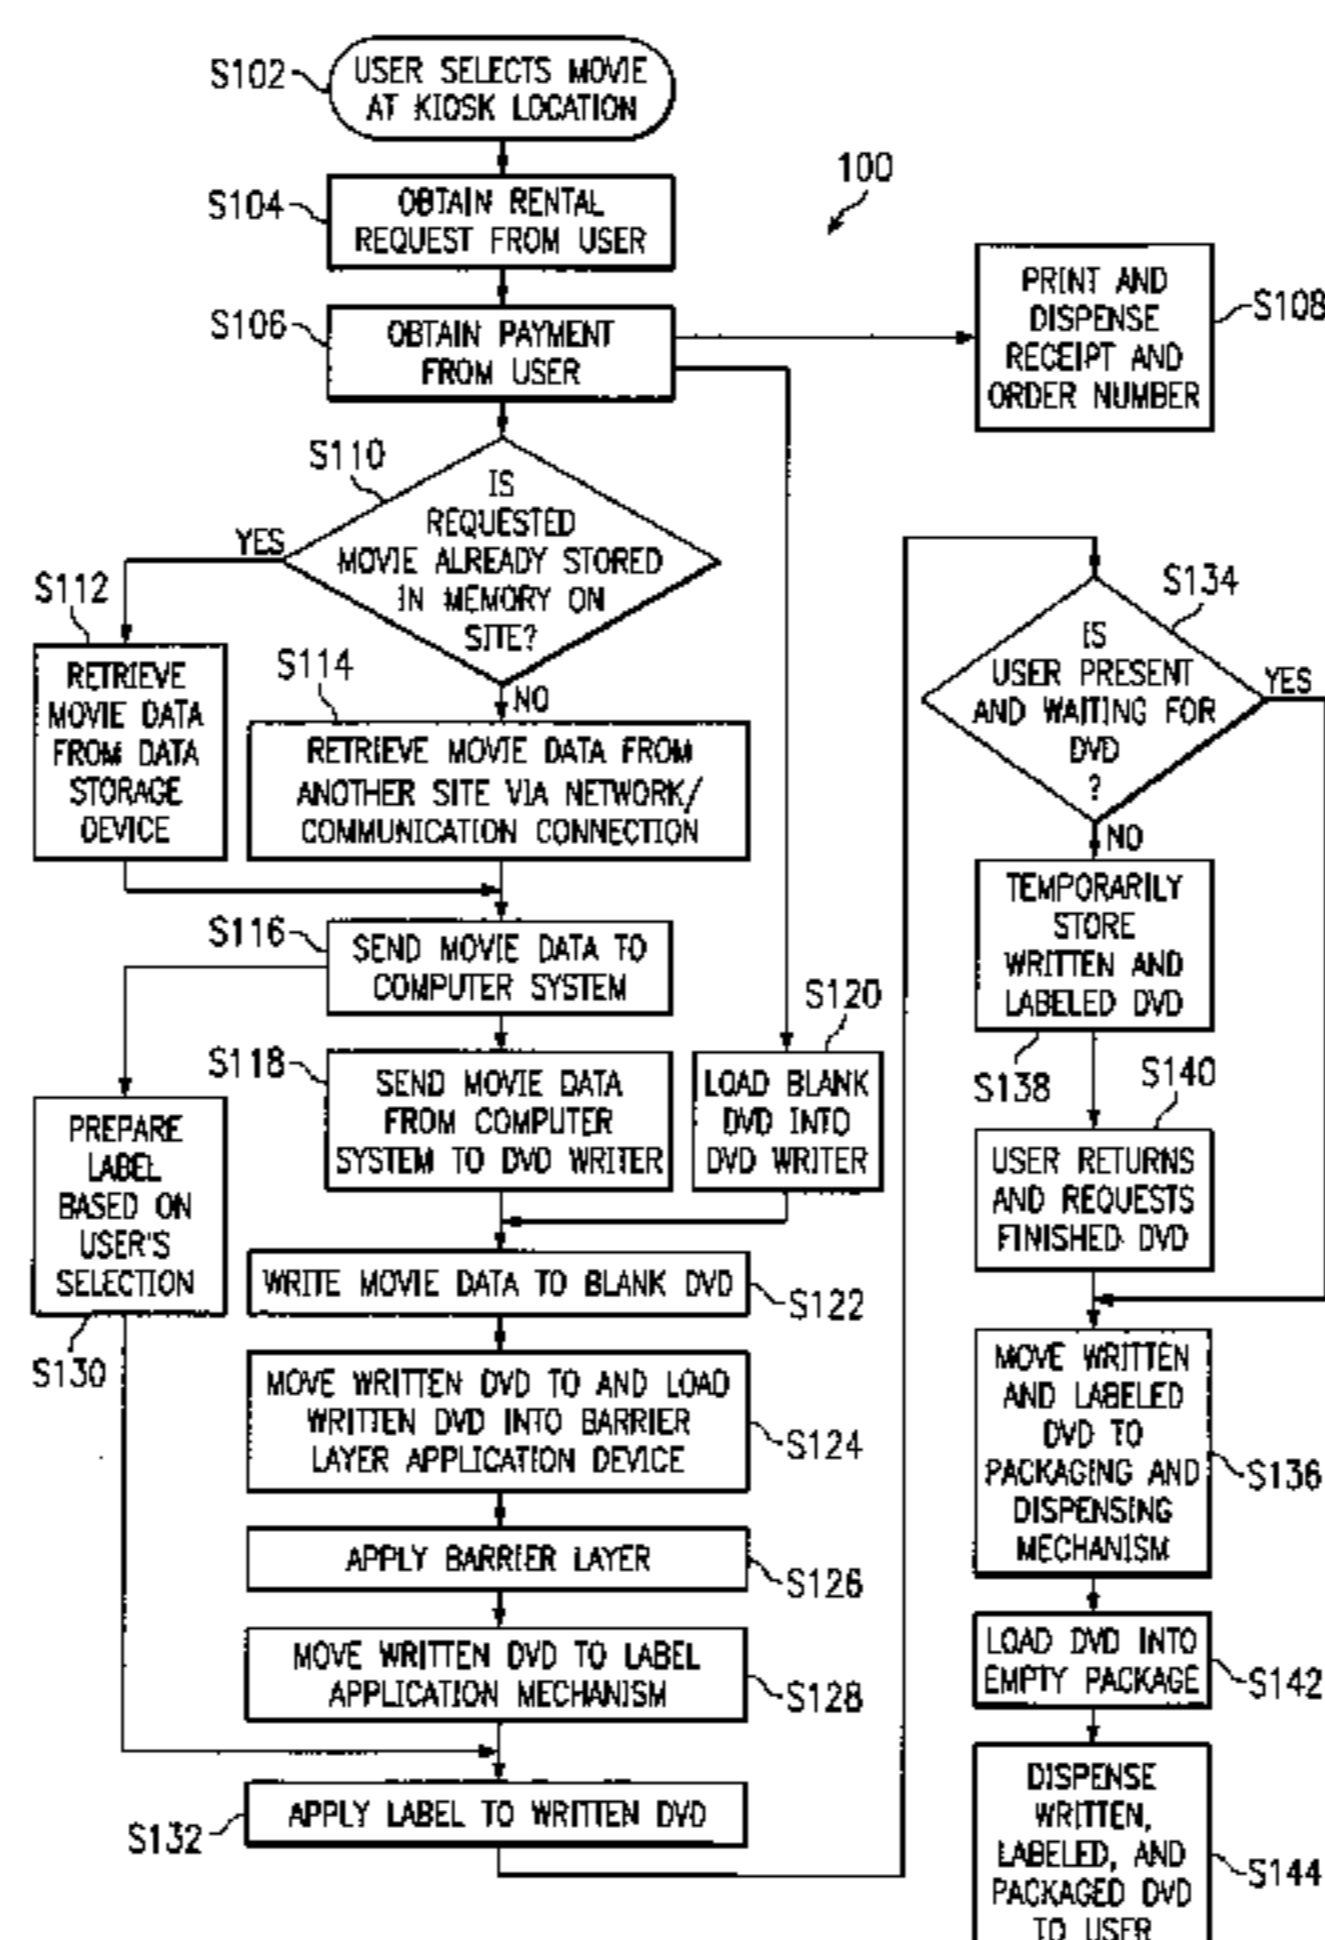 S102
USER SELECTS MOVIE
AT KIOSK LOCATION
100
S104
OBTAIN RENTAL
REQUEST FROM USER
S106
OBTAIN PAYMENT
FROM USER
PRINT AND
DISPENSE
RECEIPT AND
ORDER NUMBER
S108
S110
IS
REQUESTED
MOVIE ALREADY STORED
IN MEMORY ON
SITE?
YES
NO
S112
RETRIEVE
MOVIE DATA
FROM DATA
STORAGE
DEVICE
S114
RETRIEVE MOVIE DATA FROM
ANOTHER SITE VIA NETWORK/
COMMUNICATION CONNECTION
S116
SEND MOVIE DATA TO
COMPUTER SYSTEM
S118
SEND MOVIE DATA
FROM COMPUTER
SYSTEM TO DVD WRITER
S120
LOAD BLANK
DVD INTO
DVD WRITER
PREPARE
LABEL
BASED ON
USER'S
SELECTION
S130
WRITE MOVIE DATA TO BLANK DVD
S122
MOVE WRITTEN DVD TO AND LOAD
WRITTEN DVD INTO BARRIER
LAYER APPLICATION DEVICE
S124
APPLY BARRIER LAYER
S126
MOVE WRITTEN DVD TO LABEL
APPLICATION MECHANISM
S128
APPLY LABEL TO WRITTEN DVD
S132
S134
IS
USER PRESENT
AND WAITING FOR
DVD
?
YES
NO
TEMPORARILY
STORE
WRITTEN AND
LABELED DVD
S138
S140
USER RETURNS
AND REQUESTS
FINISHED DVD
MOVE WRITTEN
AND LABELED
DVD TO
PACKAGING AND
DISPENSING
MECHANISM
S136
LOAD DVD INTO
EMPTY PACKAGE
S142
DISPENSE
WRITTEN,
LABELED, AND
PACKAGED DVD
TO USER
S144